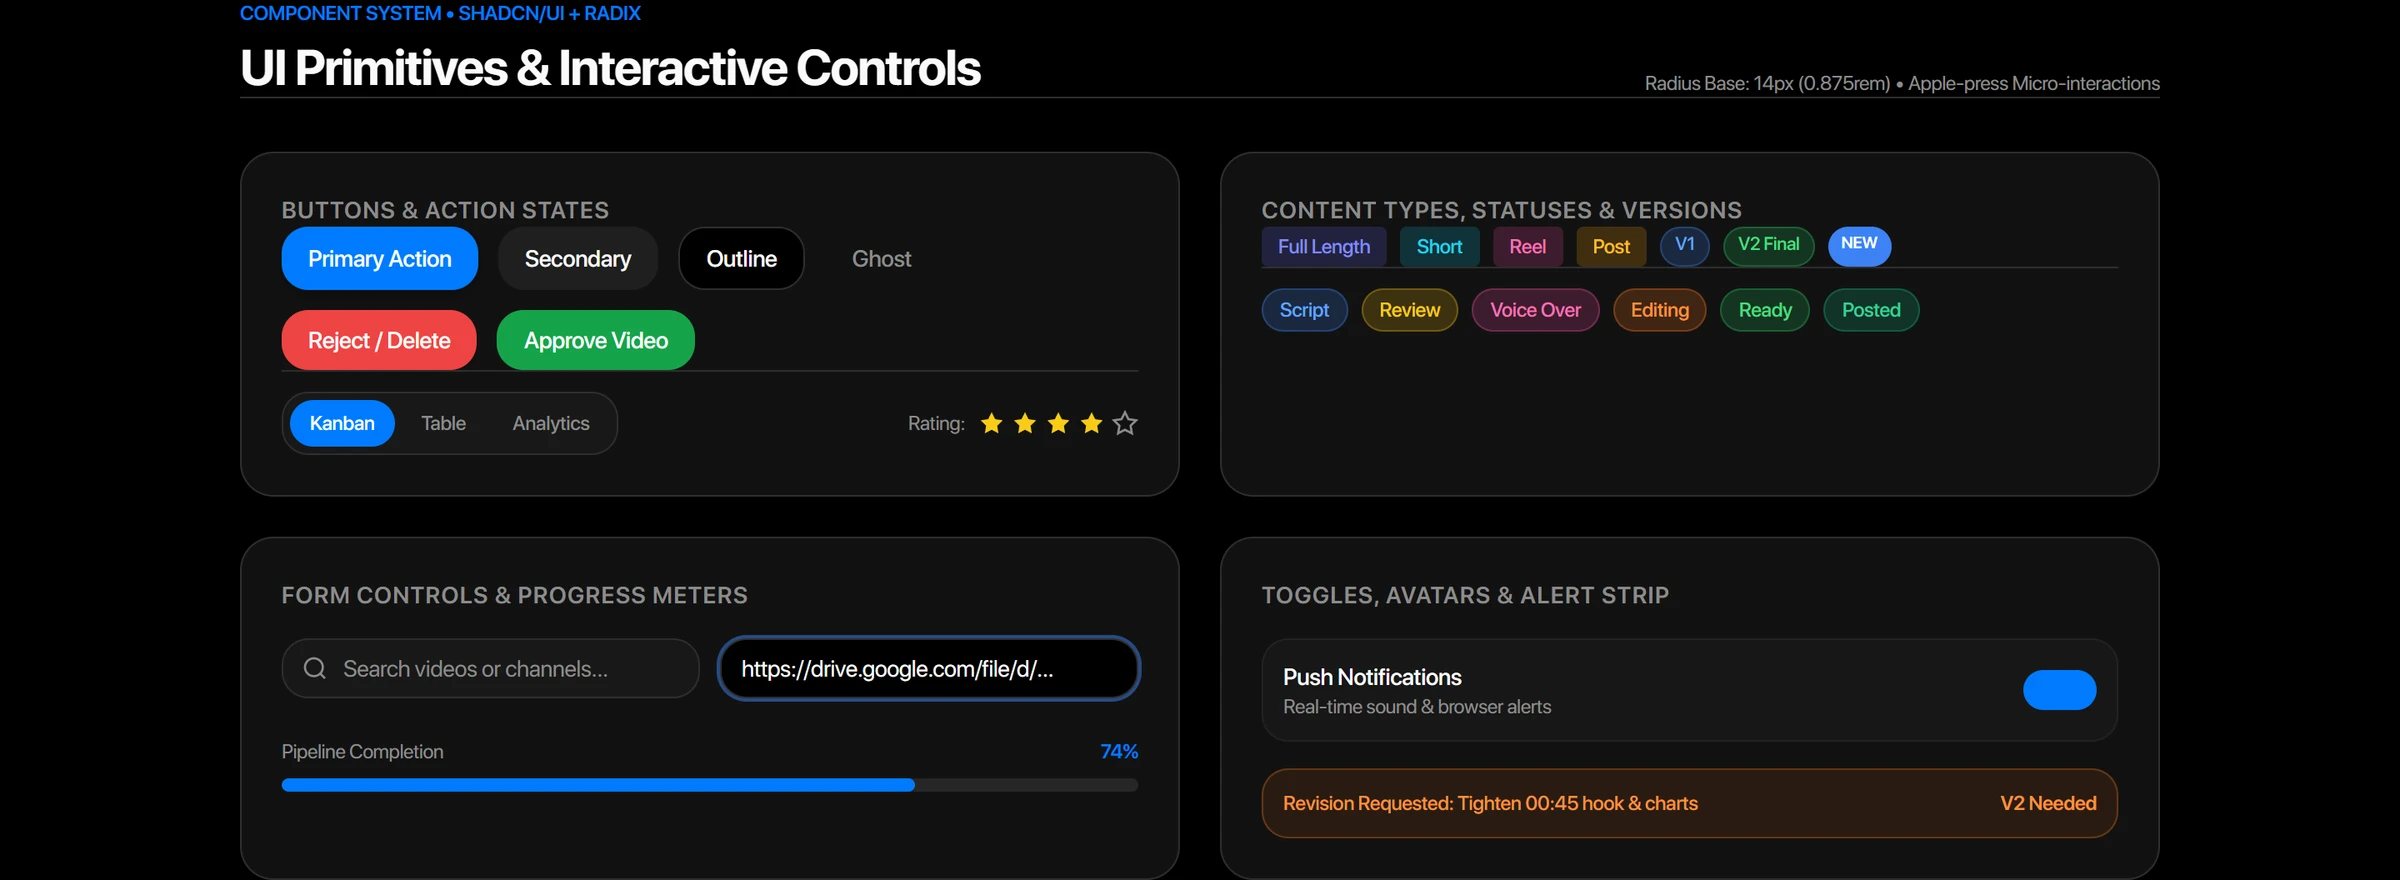 COMPONENT SYSTEM • SHADCN/UI + RADIX
UI Primitives & Interactive Controls
Radius Base: 14px (0.875rem) • Apple-press Micro-interactions
BUTTONS & ACTION STATES
Primary Action Secondary Outline Ghost
Reject / Delete Approve Video
Kanban Table Analytics Rating:
CONTENT TYPES, STATUSES & VERSIONS
Full Length Short Reel Post V1 V2 Final NEW
Script Review Voice Over Editing Ready Posted
FORM CONTROLS & PROGRESS METERS
Search videos or channels... https://drive.google.com/file/d/...
Pipeline Completion 74%
TOGGLES, AVATARS & ALERT STRIP
Push Notifications
Real-time sound & browser alerts
Revision Requested: Tighten 00:45 hook & charts V2 Needed